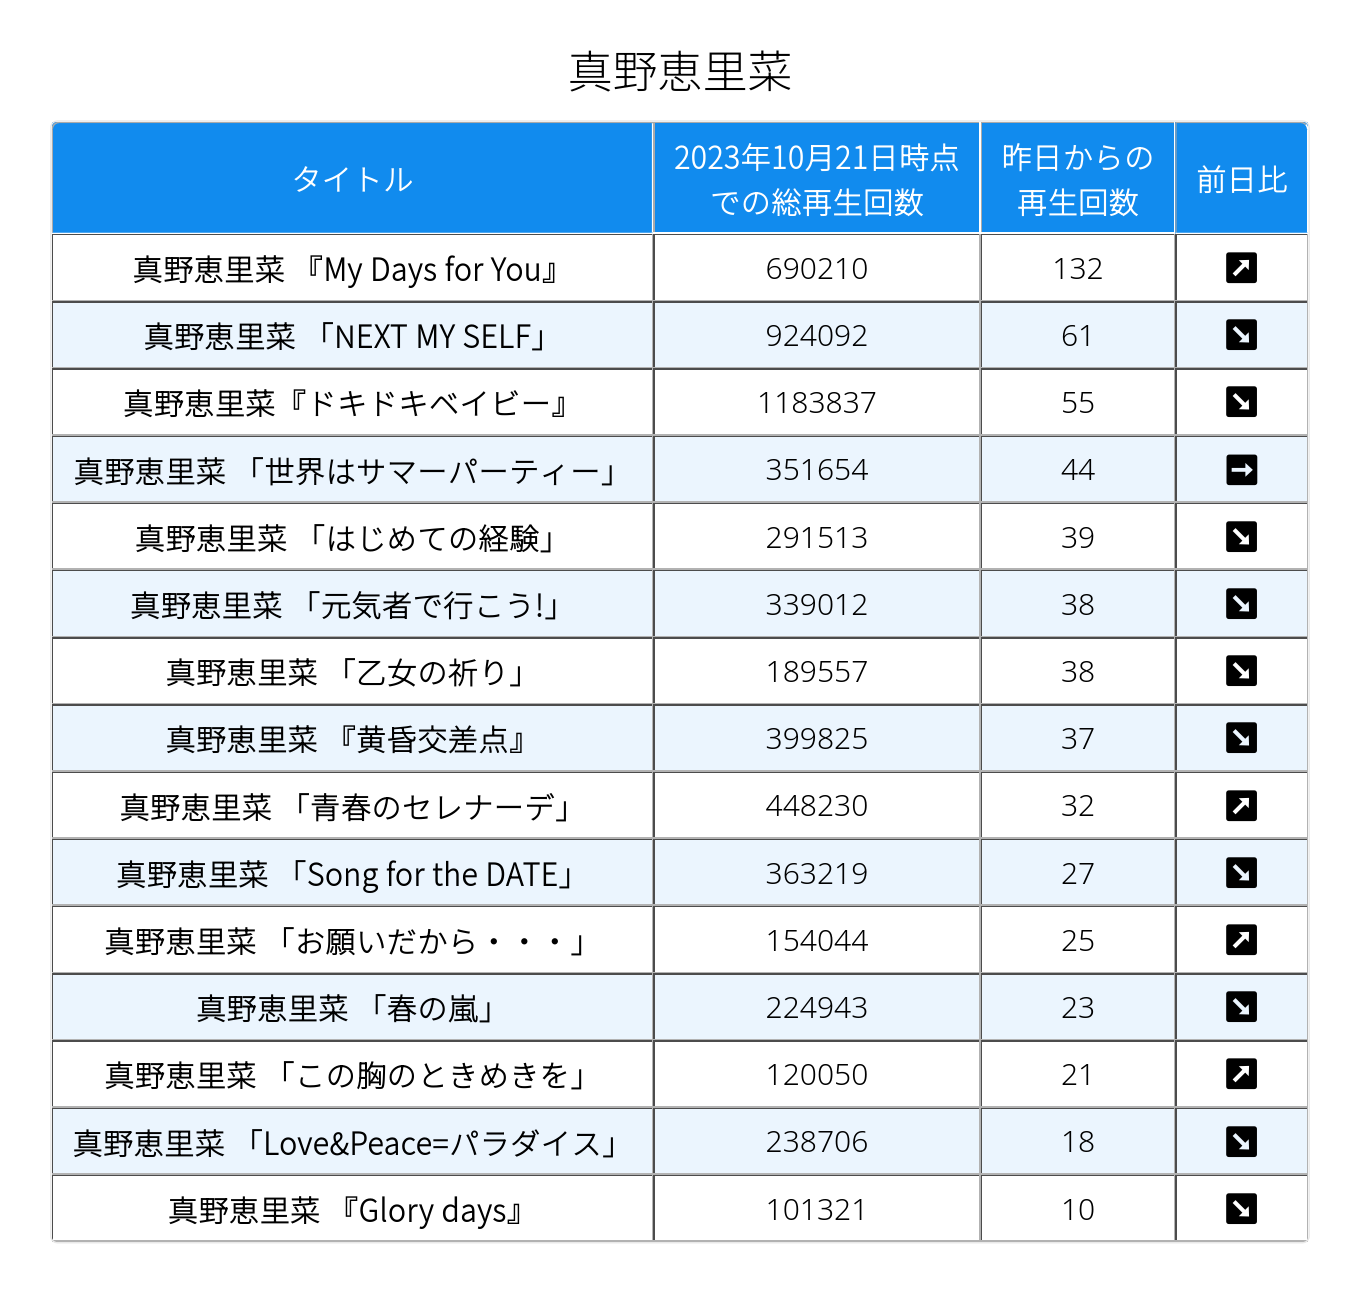 真野恵里菜
タイトル 2023年10月21日時点での総再生回数 昨日からの再生回数 前日比
真野恵里菜 『My Days for You』 690210 132 ↗
真野恵里菜 「NEXT MY SELF」 924092 61 ↘
真野恵里菜『ドキドキベイビー』 1183837 55 ↘
真野恵里菜 「世界はサマーパーティー」 351654 44 →
真野恵里菜 「はじめての経験」 291513 39 ↘
真野恵里菜 「元気者で行こう!」 339012 38 ↘
真野恵里菜 「乙女の祈り」 189557 38 ↘
真野恵里菜 『黄昏交差点』 399825 37 ↘
真野恵里菜 「青春のセレナーデ」 448230 32 ↗
真野恵里菜 「Song for the DATE」 363219 27 ↘
真野恵里菜 「お願いだから・・・」 154044 25 ↗
真野恵里菜 「春の嵐」 224943 23 ↘
真野恵里菜 「この胸のときめきを」 120050 21 ↗
真野恵里菜 「Love&Peace=パラダイス」 238706 18 ↘
真野恵里菜 『Glory days』 101321 10 ↘